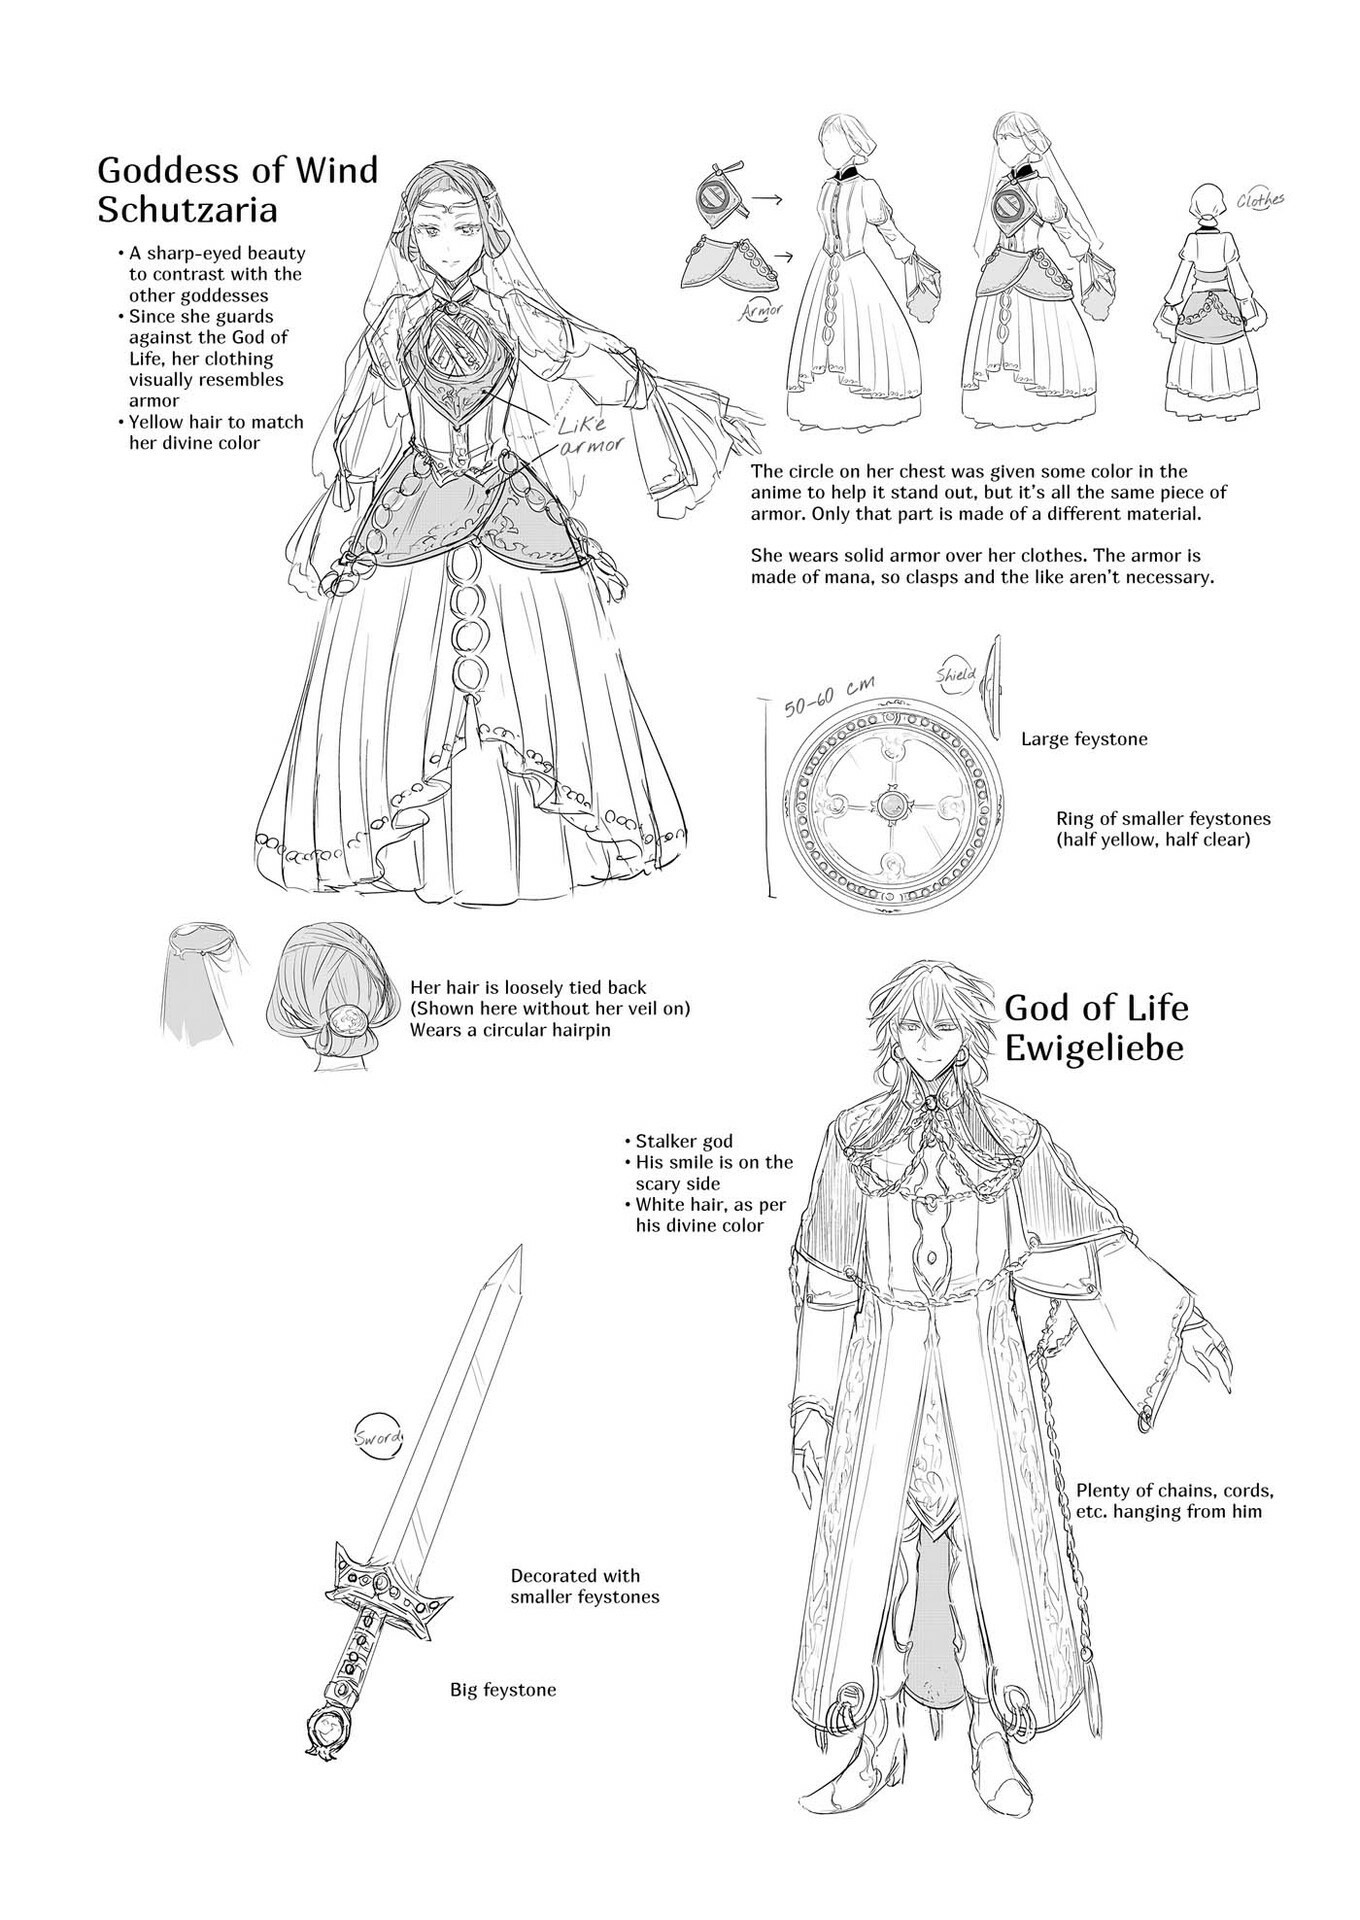 Goddess of Wind
Schutzaria
• A sharp-eyed beauty
to contrast with the
other goddesses
• Since she guards
against the God of
Life, her clothing
visually resembles
armor
• Yellow hair to match
her divine color
Like
armor
Armor
Clothes
The circle on her chest was given some color in the
anime to help it stand out, but it's all the same piece of
armor. Only that part is made of a different material.
She wears solid armor over her clothes. The armor is
made of mana, so clasps and the like aren't necessary.
50-60 cm
Shield
Large feystone
Ring of smaller feystones
(half yellow, half clear)
Her hair is loosely tied back
(Shown here without her veil on)
Wears a circular hairpin
God of Life
Ewigeliebe
• Stalker god
• His smile is on the
scary side
• White hair, as per
his divine color
Sword
Plenty of chains, cords,
etc. hanging from him
Decorated with
smaller feystones
Big feystone